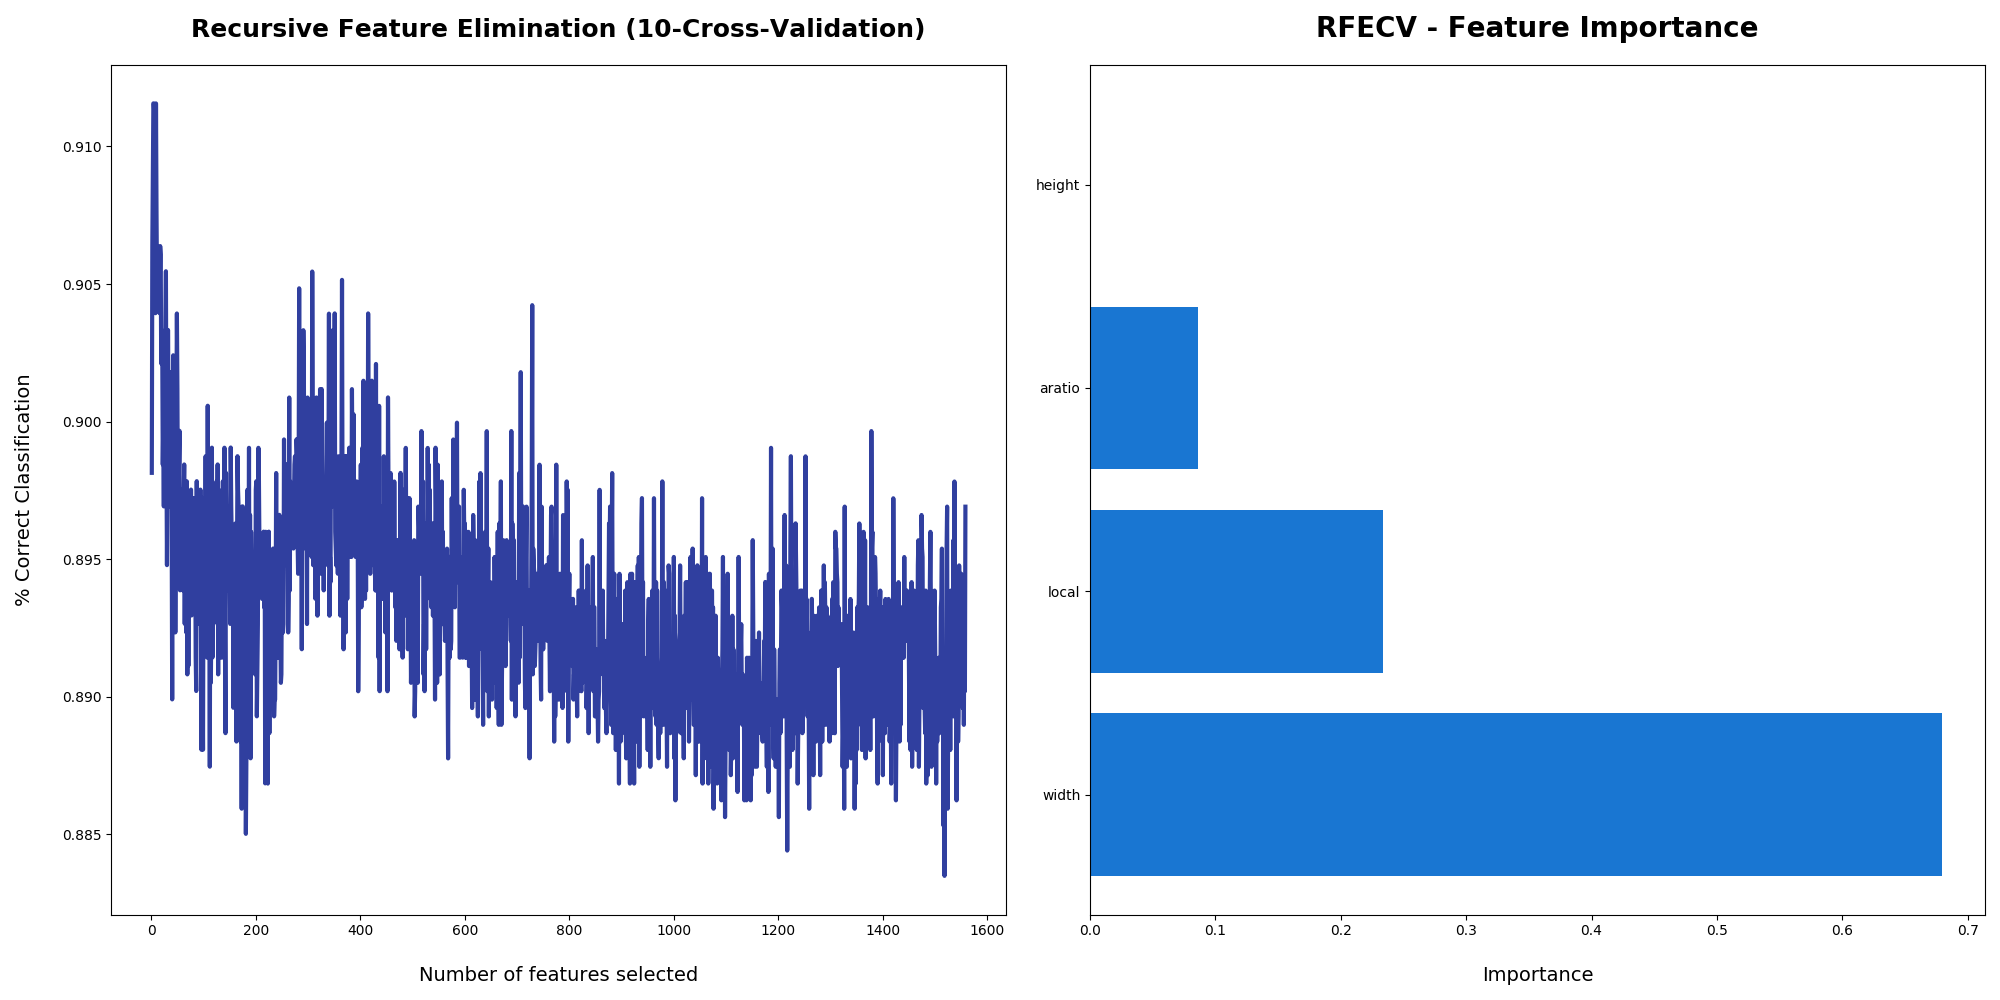 Recursive Feature Elimination (10-Cross-Validation)
% Correct Classification
0.910
0.905
0.900
0.895
0.890
0.885
0 200 400 600 800 1000 1200 1400 1600
Number of features selected
RFECV - Feature Importance
height
aratio
local
width
0.0 0.1 0.2 0.3 0.4 0.5 0.6 0.7
Importance